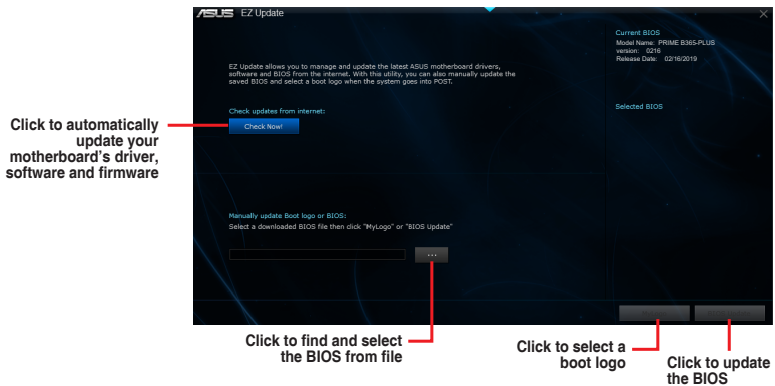 ASUS EZ Update
Current BIOS
Model Name: PRIME B365-PLUS
version: 0216
Release Date: 02/16/2019
EZ Update allows you to manage and update the latest ASUS motherboard drivers,
software and BIOS from the internet. With this utility, you can also manually update the
saved BIOS and select a boot logo when the system goes into POST.
Selected BIOS
Check updates from internet:
Check Now!
Click to automatically
update your
motherboard's driver,
software and firmware
Manually update Boot logo or BIOS:
Select a downloaded BIOS file then click "MyLogo" or "BIOS Update"
...
Click to find and select
the BIOS from file
Click to select a
boot logo
Click to update
the BIOS